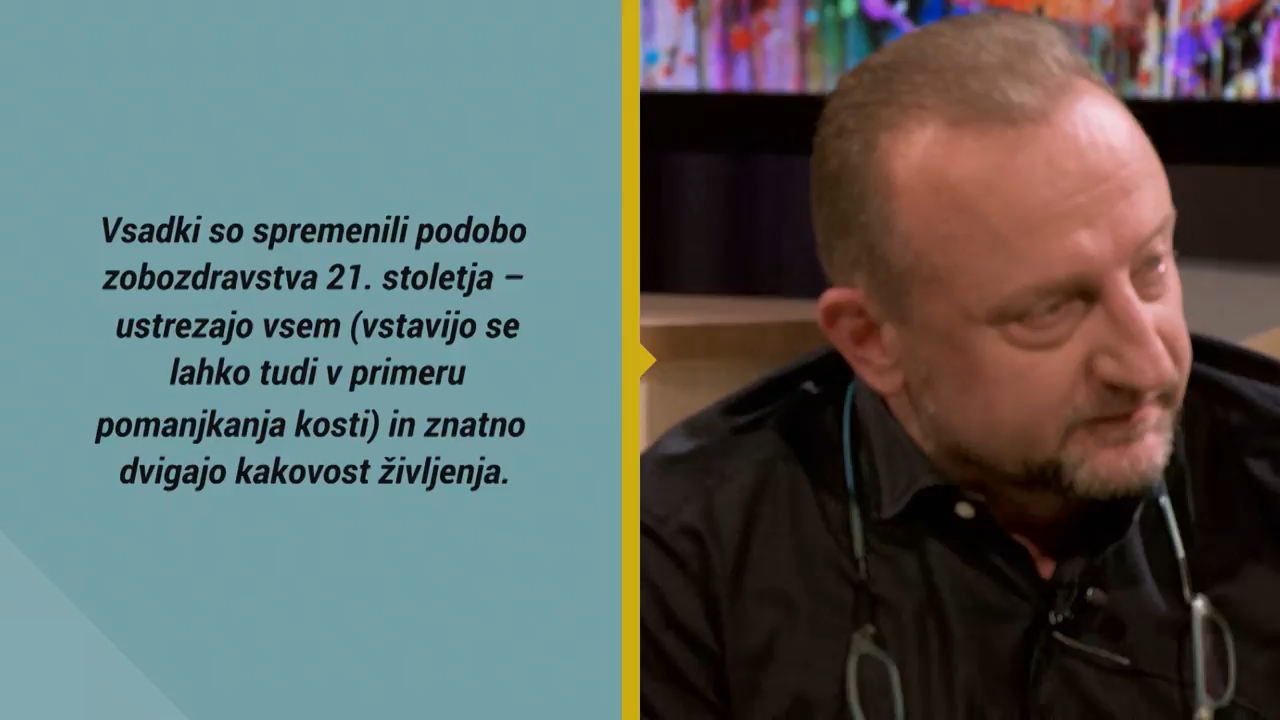 Vsadki so spremenili podobo
zobozdravstva 21. stoletja –
ustrezajo vsem (vstavijo se
lahko tudi v primeru
pomanjkanja kosti) in znatno
dvigajo kakovost življenja.